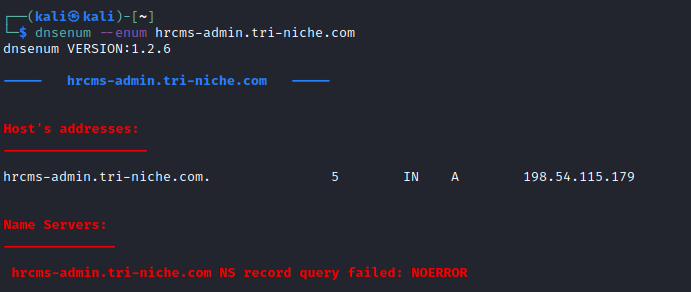 ┌──(kali㉿kali)-[~]
└─$ dnsenum --enum hrcms-admin.tri-niche.com
dnsenum VERSION:1.2.6
----- hrcms-admin.tri-niche.com -----
Host's addresses:
__________________
hrcms-admin.tri-niche.com. 5 IN A 198.54.115.179
Name Servers:
______________
hrcms-admin.tri-niche.com NS record query failed: NOERROR